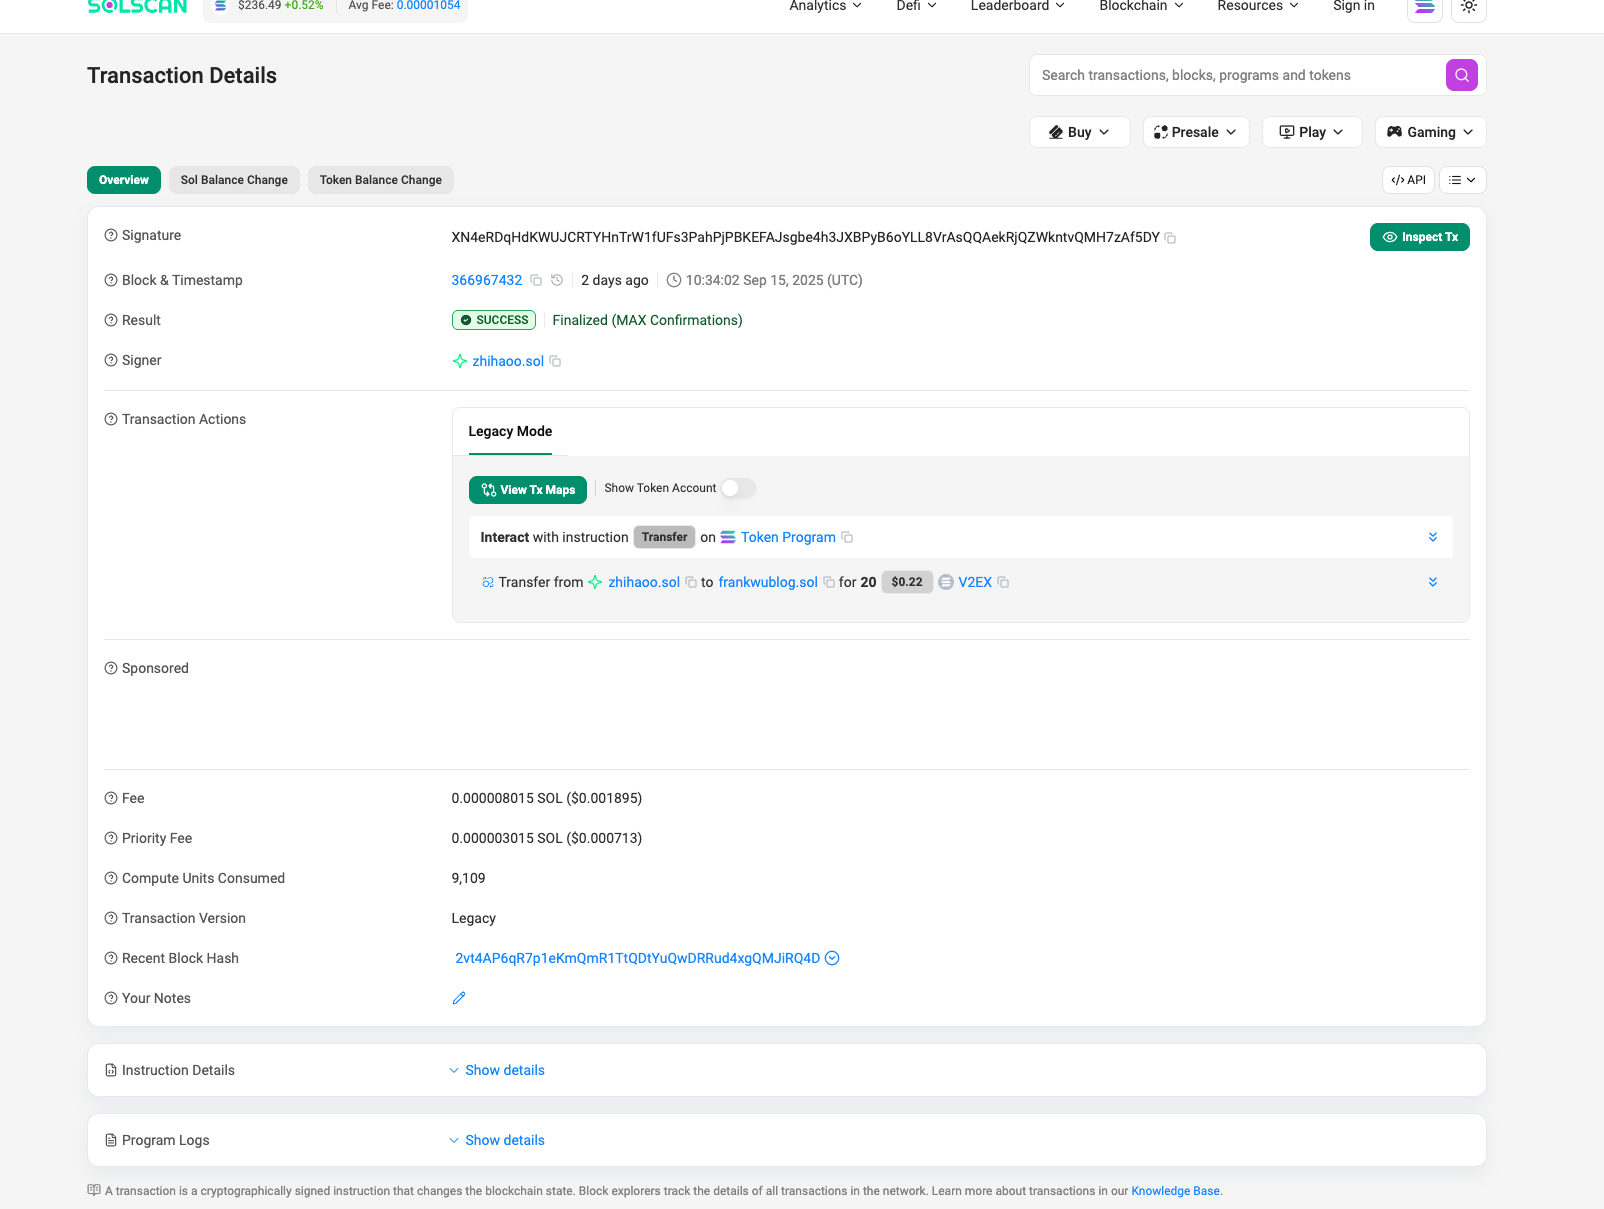 SOLSCAN $236.49 +0.52% Avg Fee: 0.00001054 Analytics Defi Leaderboard Blockchain Resources Sign in
Transaction Details
Search transactions, blocks, programs and tokens
Buy Presale Play Gaming
Overview Sol Balance Change Token Balance Change </> API
Signature XN4eRDqHdKWUJCRTYHnTrW1fUFs3PahPjPBKEFAJsgbe4h3JXBPyB6oYLL8VrAsQQAekRjQZWkntvQMH7zAf5DY Inspect Tx
Block & Timestamp 366967432 2 days ago 10:34:02 Sep 15, 2025 (UTC)
Result SUCCESS Finalized (MAX Confirmations)
Signer zhihaoo.sol
Transaction Actions
Legacy Mode
View Tx Maps Show Token Account
Interact with instruction Transfer on Token Program
Transfer from zhihaoo.sol to frankwublog.sol for 20 $0.22 V2EX
Sponsored
Fee 0.000008015 SOL ($0.001895)
Priority Fee 0.000003015 SOL ($0.000713)
Compute Units Consumed 9,109
Transaction Version Legacy
Recent Block Hash 2vt4AP6qR7p1eKmQmR1TtQDtYuQwDRRud4xgQMJiRQ4D
Your Notes
Instruction Details Show details
Program Logs Show details
A transaction is a cryptographically signed instruction that changes the blockchain state. Block explorers track the details of all transactions in the network. Learn more about transactions in our Knowledge Base.